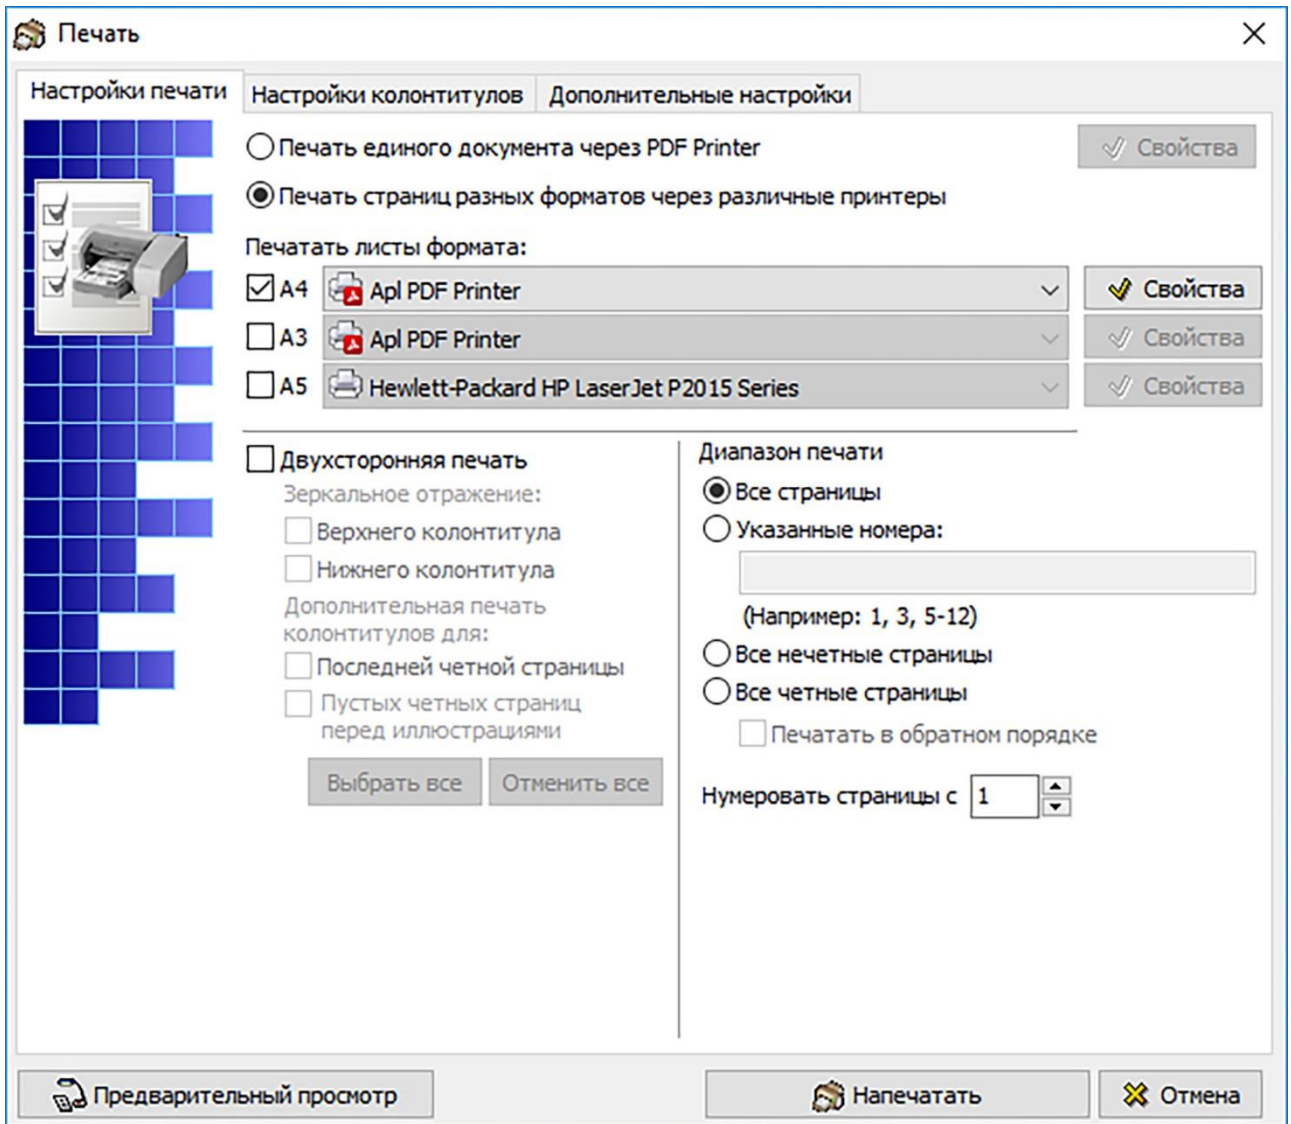 Печать
Настройки печати
Настройки колонтитулов
Дополнительные настройки
Печать единого документа через PDF Printer
Свойства
Печать страниц разных форматов через различные принтеры
Печатать листы формата:
A4 Apl PDF Printer Свойства
A3 Apl PDF Printer Свойства
A5 Hewlett-Packard HP LaserJet P2015 Series Свойства
Двухсторонняя печать
Зеркальное отражение:
Верхнего колонтитула
Нижнего колонтитула
Дополнительная печать
колонтитулов для:
Последней четной страницы
Пустых четных страниц
перед иллюстрациями
Выбрать все
Отменить все
Диапазон печати
Все страницы
Указанные номера:
(Например: 1, 3, 5-12)
Все нечетные страницы
Все четные страницы
Печатать в обратном порядке
Нумеровать страницы с 1
Предварительный просмотр
Напечатать
Отмена